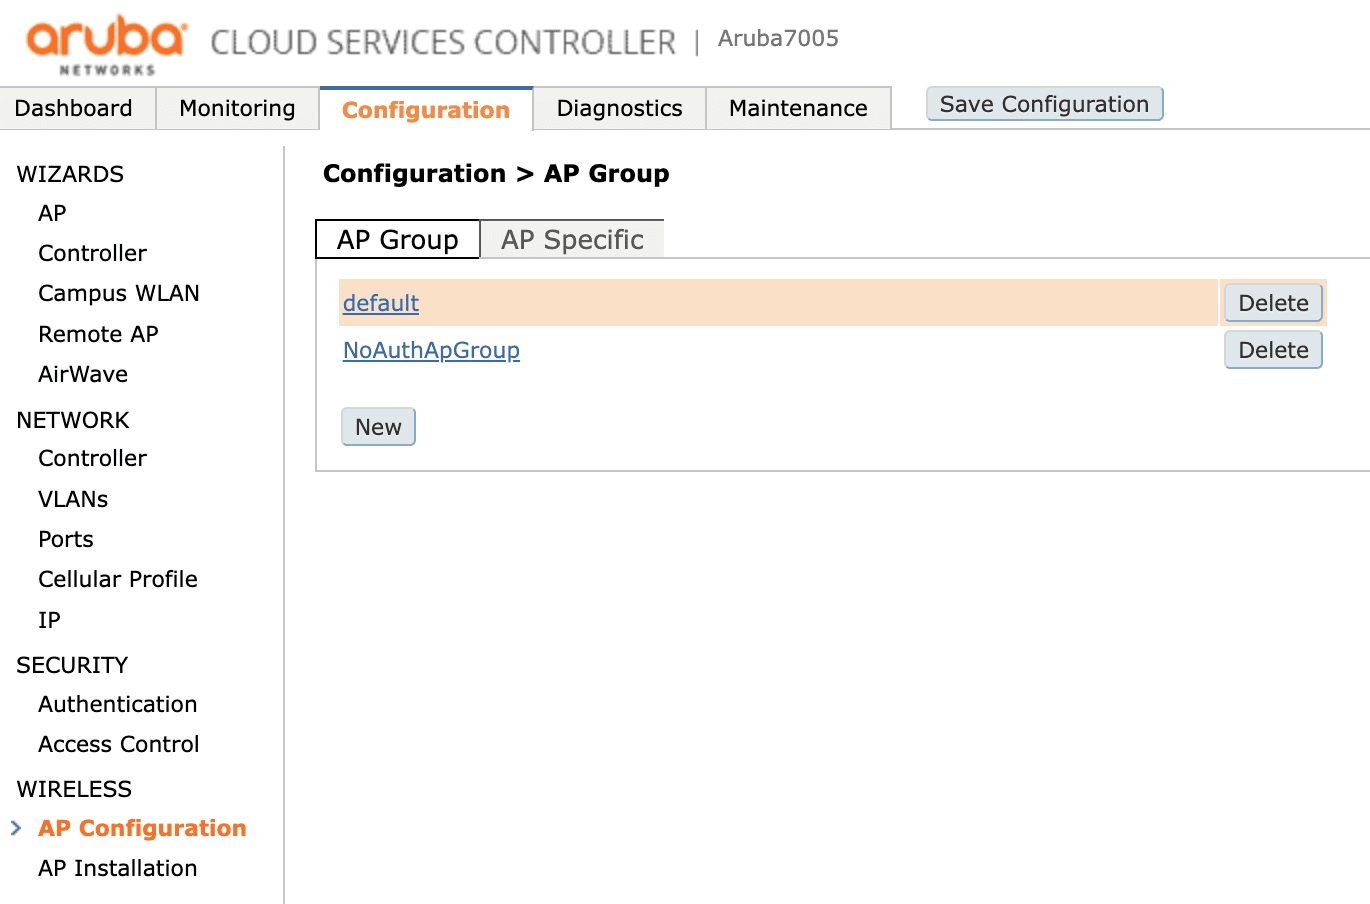 aruba
NETWORKS
CLOUD SERVICES CONTROLLER | Aruba7005
Dashboard Monitoring Configuration Diagnostics Maintenance Save Configuration
WIZARDS
AP
Controller
Campus WLAN
Remote AP
AirWave
NETWORK
Controller
VLANs
Ports
Cellular Profile
IP
SECURITY
Authentication
Access Control
WIRELESS
AP Configuration
AP Installation
Configuration > AP Group
AP Group AP Specific
default Delete
NoAuthApGroup Delete
New